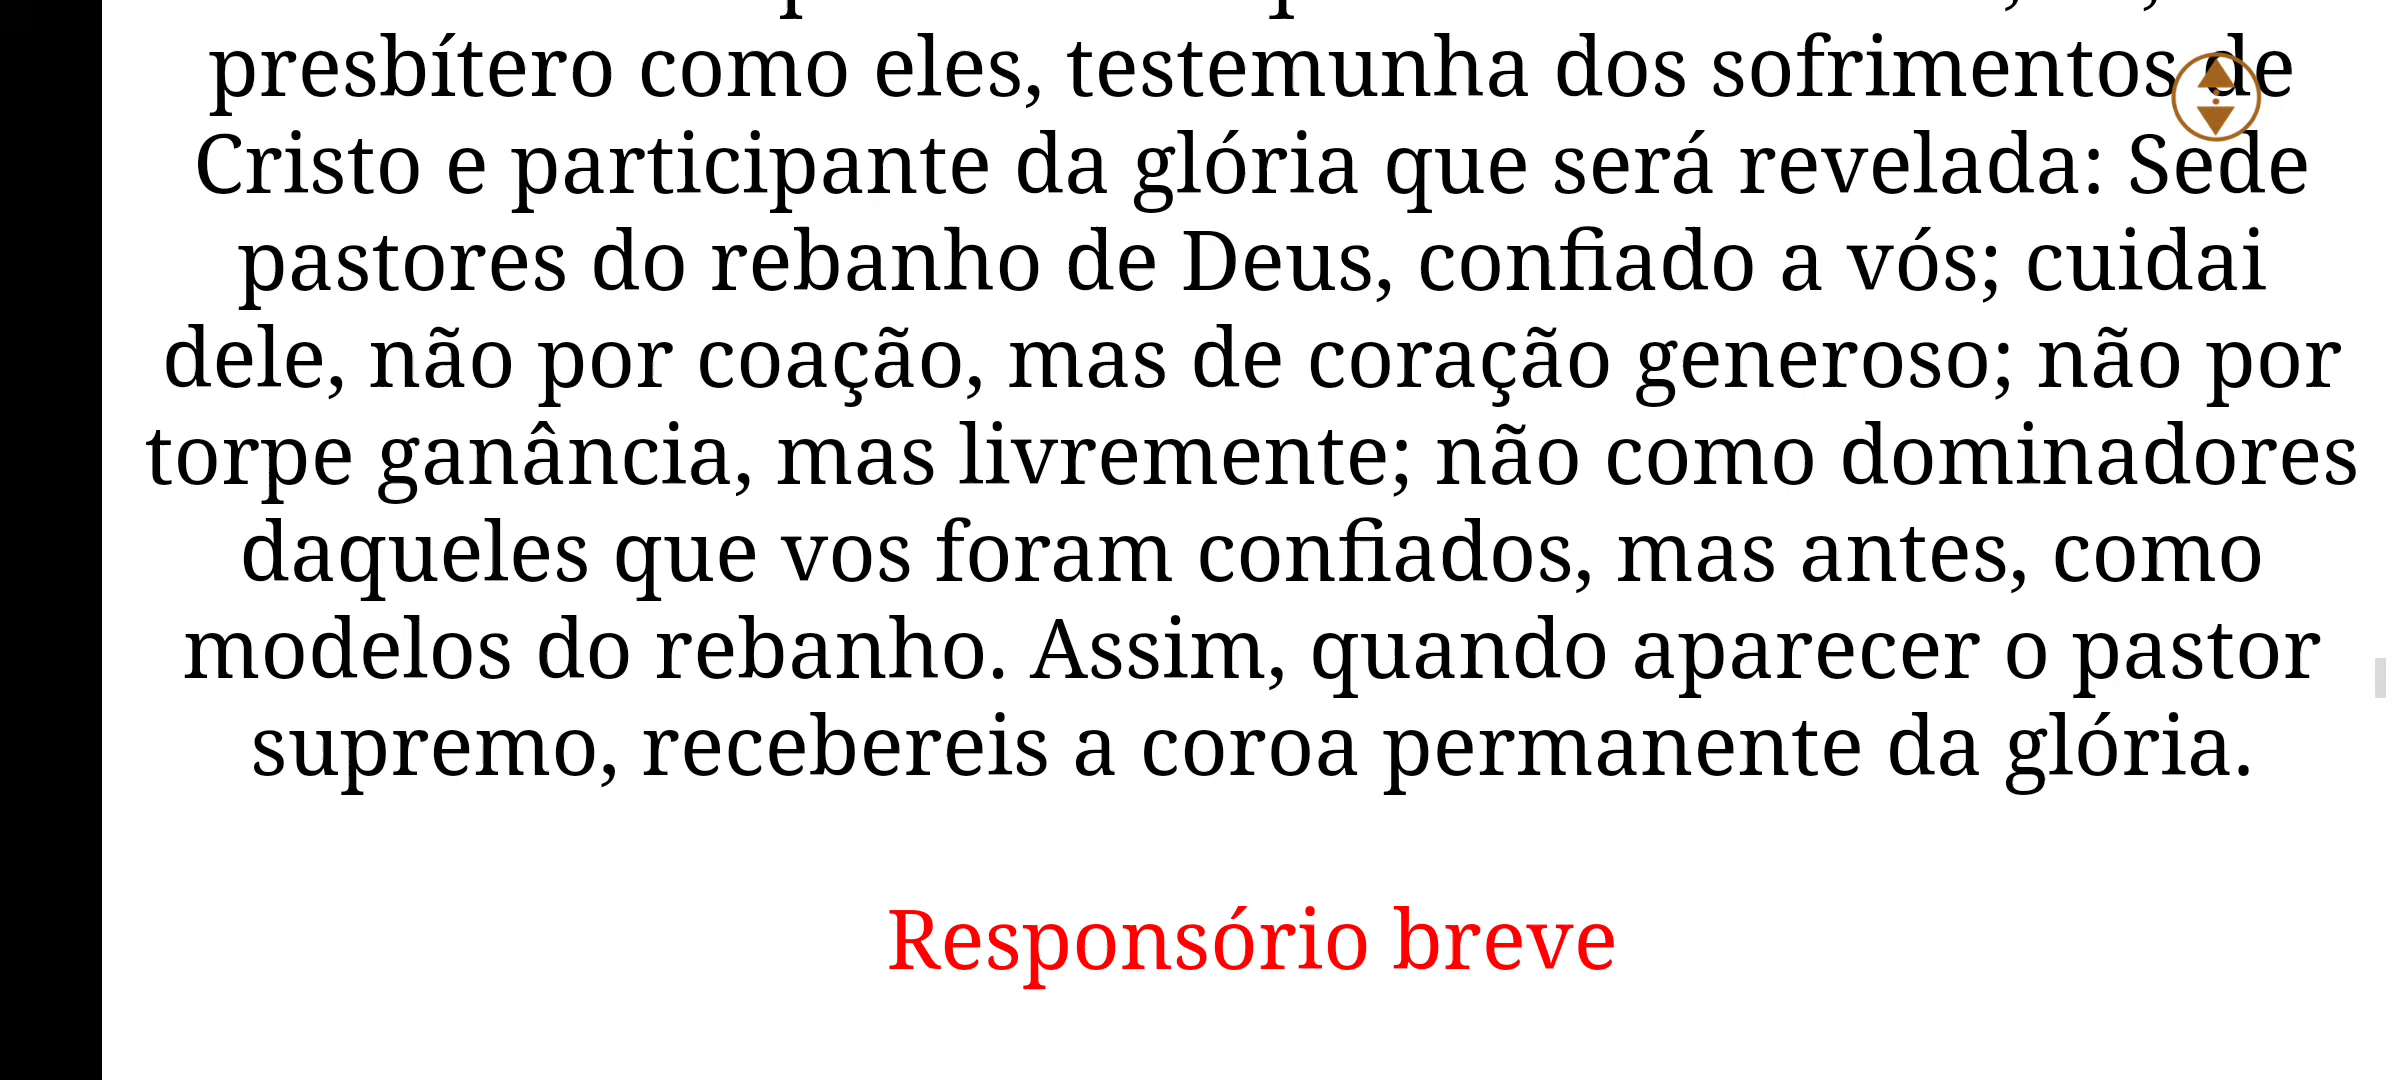 presbítero como eles, testemunha dos sofrimentos de
Cristo e participante da glória que será revelada: Sede
pastores do rebanho de Deus, confiado a vós; cuidai
dele, não por coação, mas de coração generoso; não por
torpe ganância, mas livremente; não como dominadores
daqueles que vos foram confiados, mas antes, como
modelos do rebanho. Assim, quando aparecer o pastor
supremo, recebereis a coroa permanente da glória.
Responsório breve